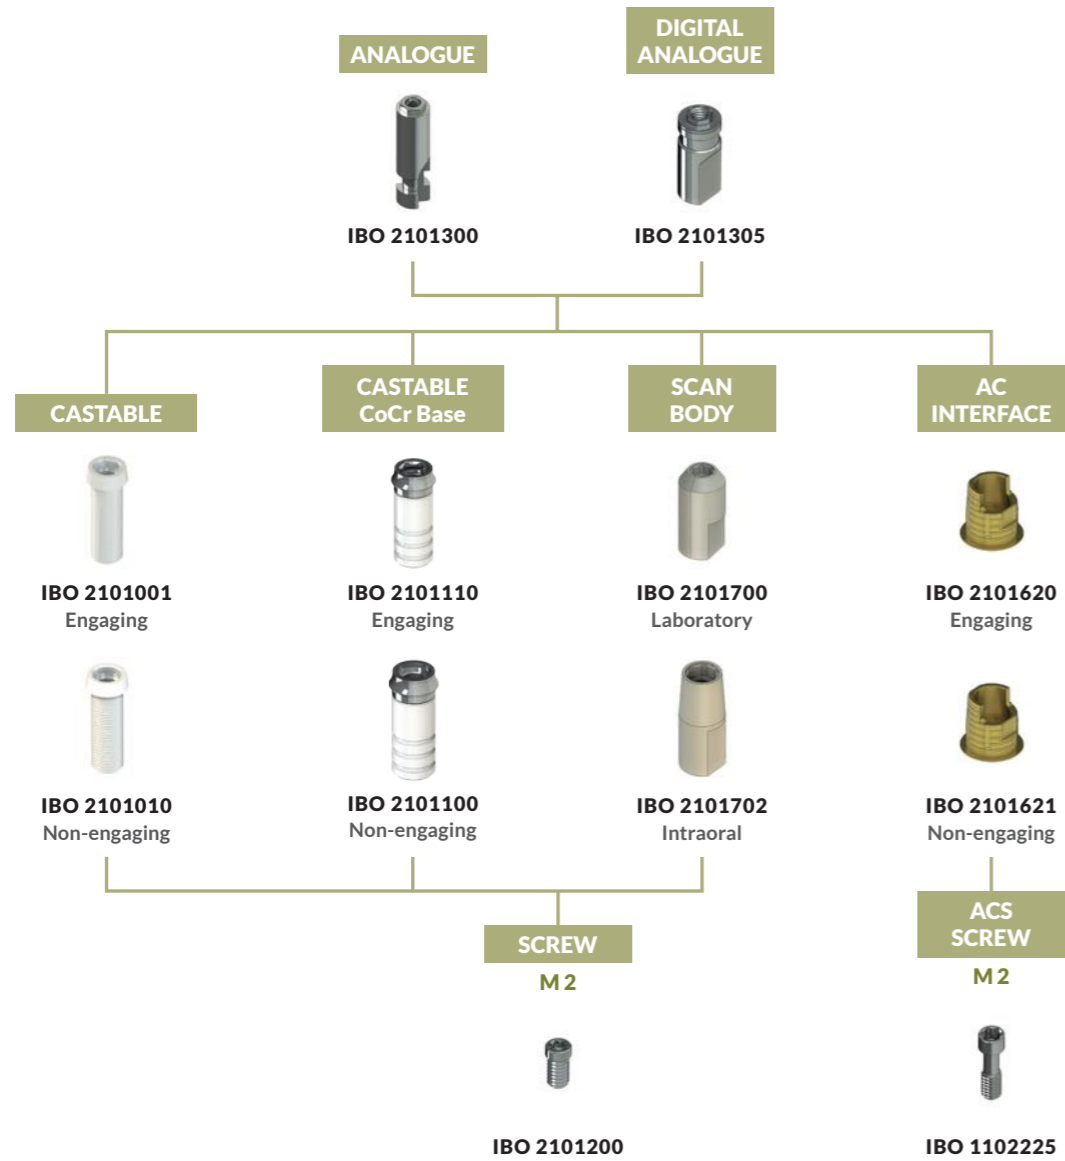 ANALOGUE
DIGITAL
ANALOGUE
IBO 2101300
IBO 2101305
CASTABLE
CASTABLE
CoCr Base
SCAN
BODY
AC
INTERFACE
IBO 2101001
Engaging
IBO 2101110
Engaging
IBO 2101700
Laboratory
IBO 2101620
Engaging
IBO 2101010
Non-engaging
IBO 2101100
Non-engaging
IBO 2101702
Intraoral
IBO 2101621
Non-engaging
SCREW
M 2
ACS
SCREW
M 2
IBO 2101200
IBO 1102225